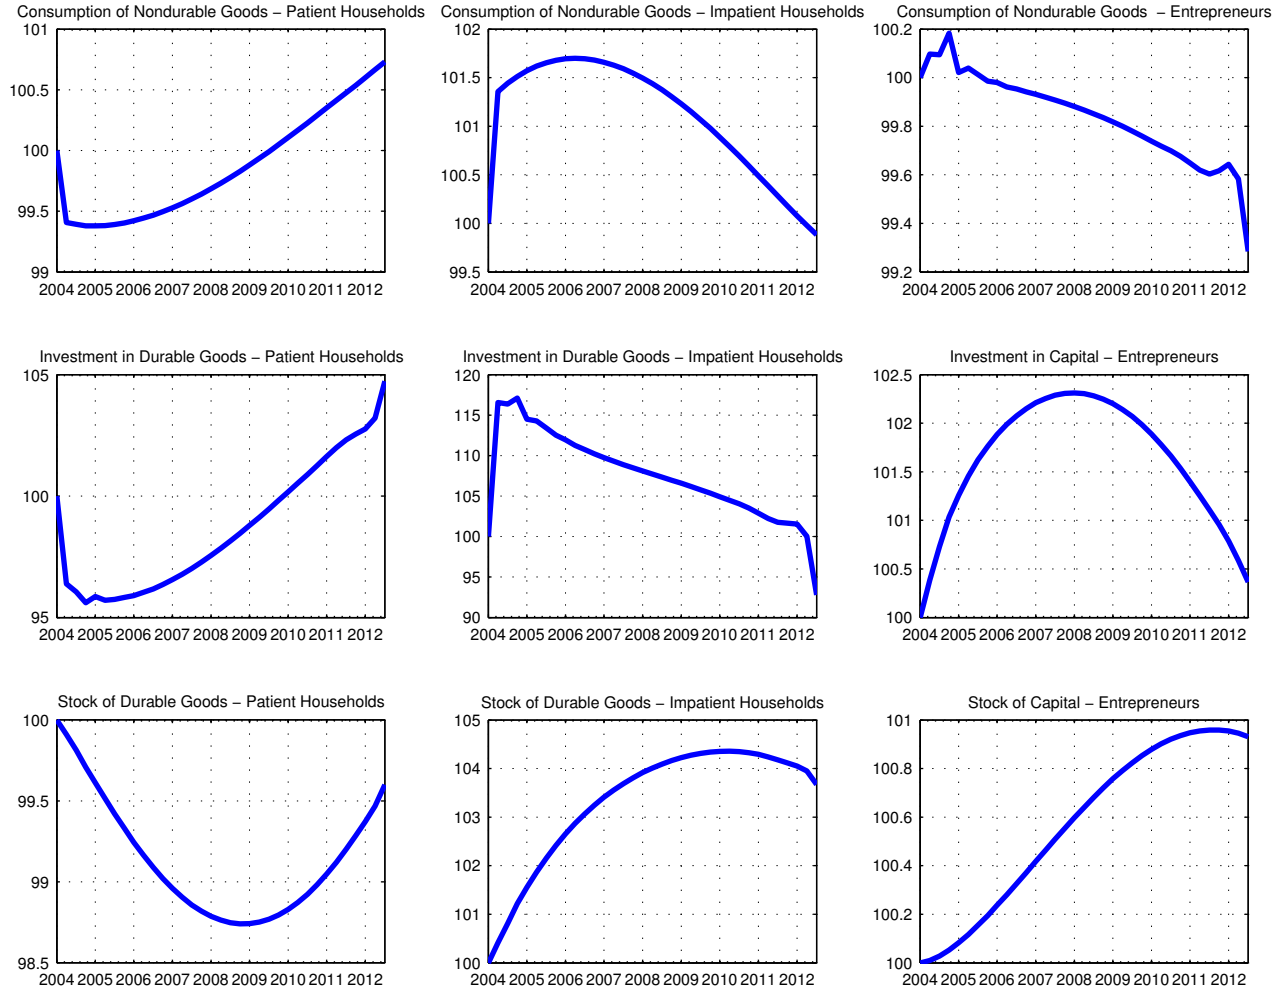 Consumption of Nondurable Goods − Patient Households
101
100.5
100
99.5
99
2004 2005 2006 2007 2008 2009 2010 2011 2012
Consumption of Nondurable Goods − Impatient Households
102
101.5
101
100.5
100
99.5
2004 2005 2006 2007 2008 2009 2010 2011 2012
Consumption of Nondurable Goods − Entrepreneurs
100.2
100
99.8
99.6
99.4
99.2
2004 2005 2006 2007 2008 2009 2010 2011 2012
Investment in Durable Goods − Patient Households
105
100
95
2004 2005 2006 2007 2008 2009 2010 2011 2012
Investment in Durable Goods − Impatient Households
120
115
110
105
100
95
90
2004 2005 2006 2007 2008 2009 2010 2011 2012
Investment in Capital − Entrepreneurs
102.5
102
101.5
101
100.5
100
2004 2005 2006 2007 2008 2009 2010 2011 2012
Stock of Durable Goods − Patient Households
100
99.5
99
98.5
2004 2005 2006 2007 2008 2009 2010 2011 2012
Stock of Durable Goods − Impatient Households
105
104
103
102
101
100
2004 2005 2006 2007 2008 2009 2010 2011 2012
Stock of Capital − Entrepreneurs
101
100.8
100.6
100.4
100.2
100
2004 2005 2006 2007 2008 2009 2010 2011 2012